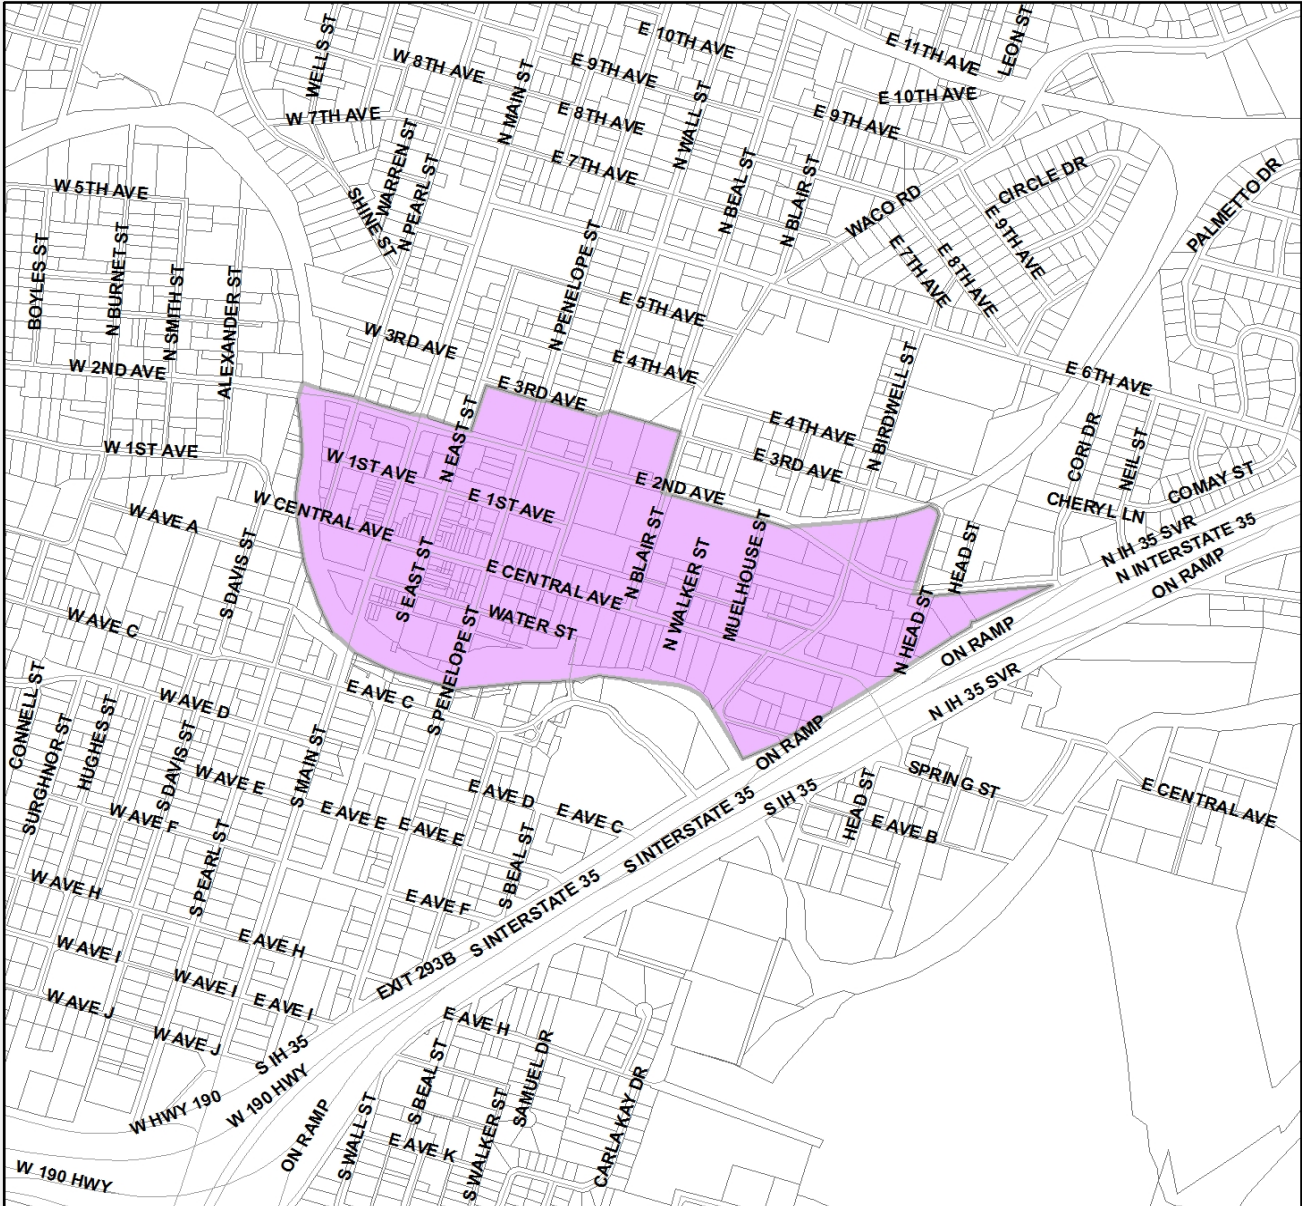 E 10TH AVE
E 11TH AVE
LEON ST
WELLS ST
W 8TH AVE
N MAIN ST
E 9TH AVE
N WALL ST
E 10TH AVE
W 7TH AVE
E 8TH AVE
E 9TH AVE
WARREN ST
N PEARL ST
E 7TH AVE
N BEAL ST
N BLAIR ST
CIRCLE DR
W 5TH AVE
SHINE ST
WACO RD
E 9TH AVE
PALMETTO DR
E 7TH AVE
E 8TH AVE
BOYLES ST
N BURNET ST
N SMITH ST
ALEXANDER ST
N PENELOPE ST
E 5TH AVE
W 3RD AVE
E 4TH AVE
N BIRDWELL ST
E 6TH AVE
W 2ND AVE
E 3RD AVE
E 4TH AVE
CORI DR
NEIL ST
N EAST ST
W 1ST AVE
W 1ST AVE
E 3RD AVE
COMAY ST
E 2ND AVE
CHERYL LN
W AVE A
W CENTRAL AVE
E 1ST AVE
N IH 35 SVR
N INTERSTATE 35
ON RAMP
S DAVIS ST
S EAST ST
E CENTRAL AVE
N BLAIR ST
N WALKER ST
MUELHOUSE ST
HEAD ST
W AVE C
WATER ST
N HEAD ST
ON RAMP
S PENELOPE ST
N IH 35 SVR
CONNELL ST
SURGHNOR ST
HUGHES ST
W AVE D
E AVE C
S DAVIS ST
S MAIN ST
ON RAMP
W AVE E
E AVE D
S INTERSTATE 35
S IH 35
HEAD ST
SPRING ST
E CENTRAL AVE
W AVE F
E AVE E
E AVE E
E AVE C
E AVE B
S PEARL ST
S BEAL ST
W AVE H
E AVE F
S INTERSTATE 35
W AVE I
E AVE H
EXIT 293B
W AVE I
E AVE I
W AVE J
W AVE J
S IH 35
E AVE H
W HWY 190
W 190 HWY
ON RAMP
S WALL ST
S BEAL ST
SAMUEL DR
S WALKER ST
CARLA KAY DR
E AVE K
W 190 HWY